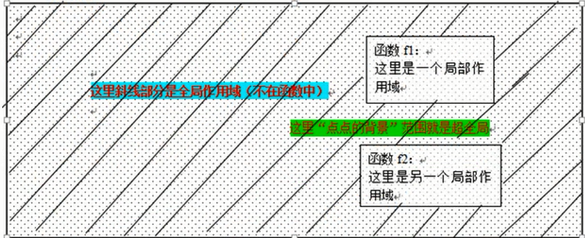 函数 f1：
这里是一个局部作
用域
这里斜线部分是全局作用域（不在函数中）
这里“点点的背景”范围就是超全局
函数 f2：
这里是另一个局部作
用域